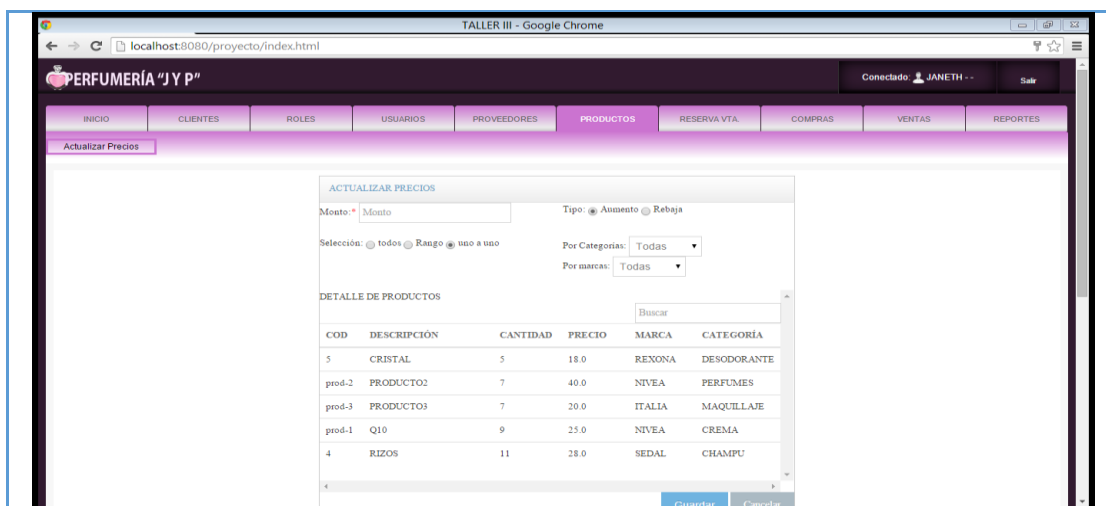 TALLER III - Google Chrome
localhost:8080/proyecto/index.html
PERFUMERÍA "J Y P"
Conectado: JANETH - -
Salir
INICIO CLIENTES ROLES USUARIOS PROVEEDORES PRODUCTOS RESERVA VTA COMPRAS VENTAS REPORTES
Actualizar Precios
ACTUALIZAR PRECIOS
Monto:* Monto Tipo: Aumento Rebaja
Selección: todos Rango uno a uno Por Categorias: Todas
Por marcas: Todas
DETALLE DE PRODUCTOS
Buscar
COD DESCRIPCIÓN CANTIDAD PRECIO MARCA CATEGORÍA
5 CRISTAL 5 18.0 REXONA DESODORANTE
prod-2 PRODUCTO2 7 40.0 NIVEA PERFUMES
prod-3 PRODUCTO3 7 20.0 ITALIA MAQUILLAJE
prod-1 Q10 9 25.0 NIVEA CREMA
4 RIZOS 11 28.0 SEDAL CHAMPU
Guardar Cancelar